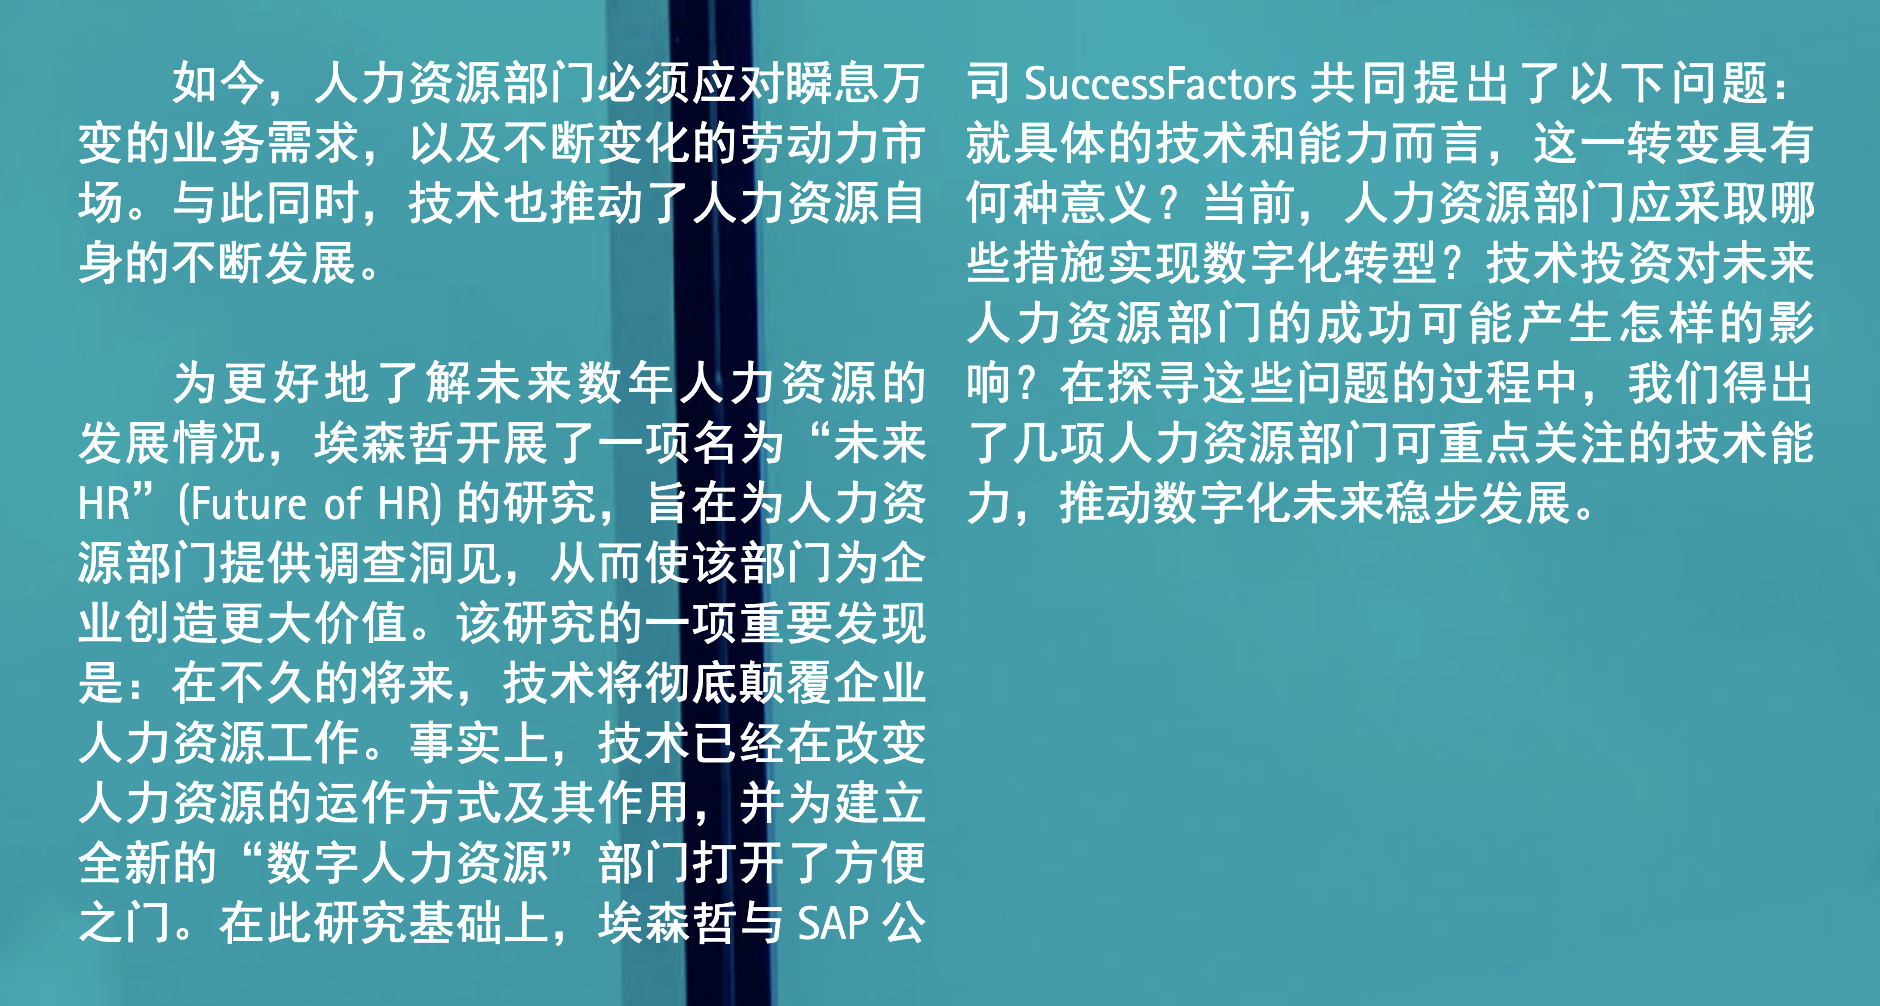 如今，人力资源部门必须应对瞬息万
变的业务需求，以及不断变化的劳动力市
场。与此同时，技术也推动了人力资源自
身的不断发展。
为更好地了解未来数年人力资源的
发展情况，埃森哲开展了一项名为“未来
HR”(Future of HR) 的研究，旨在为人力资
源部门提供调查洞见，从而使该部门为企
业创造更大价值。该研究的一项重要发现
是：在不久的将来，技术将彻底颠覆企业
人力资源工作。事实上，技术已经在改变
人力资源的运作方式及其作用，并为建立
全新的“数字人力资源”部门打开了方便
之门。在此研究基础上，埃森哲与 SAP 公
司 SuccessFactors 共同提出了以下问题：
就具体的技术和能力而言，这一转变具有
何种意义？当前，人力资源部门应采取哪
些措施实现数字化转型？技术投资对未来
人力资源部门的成功可能产生怎样的影
响？在探寻这些问题的过程中，我们得出
了几项人力资源部门可重点关注的技术能
力，推动数字化未来稳步发展。